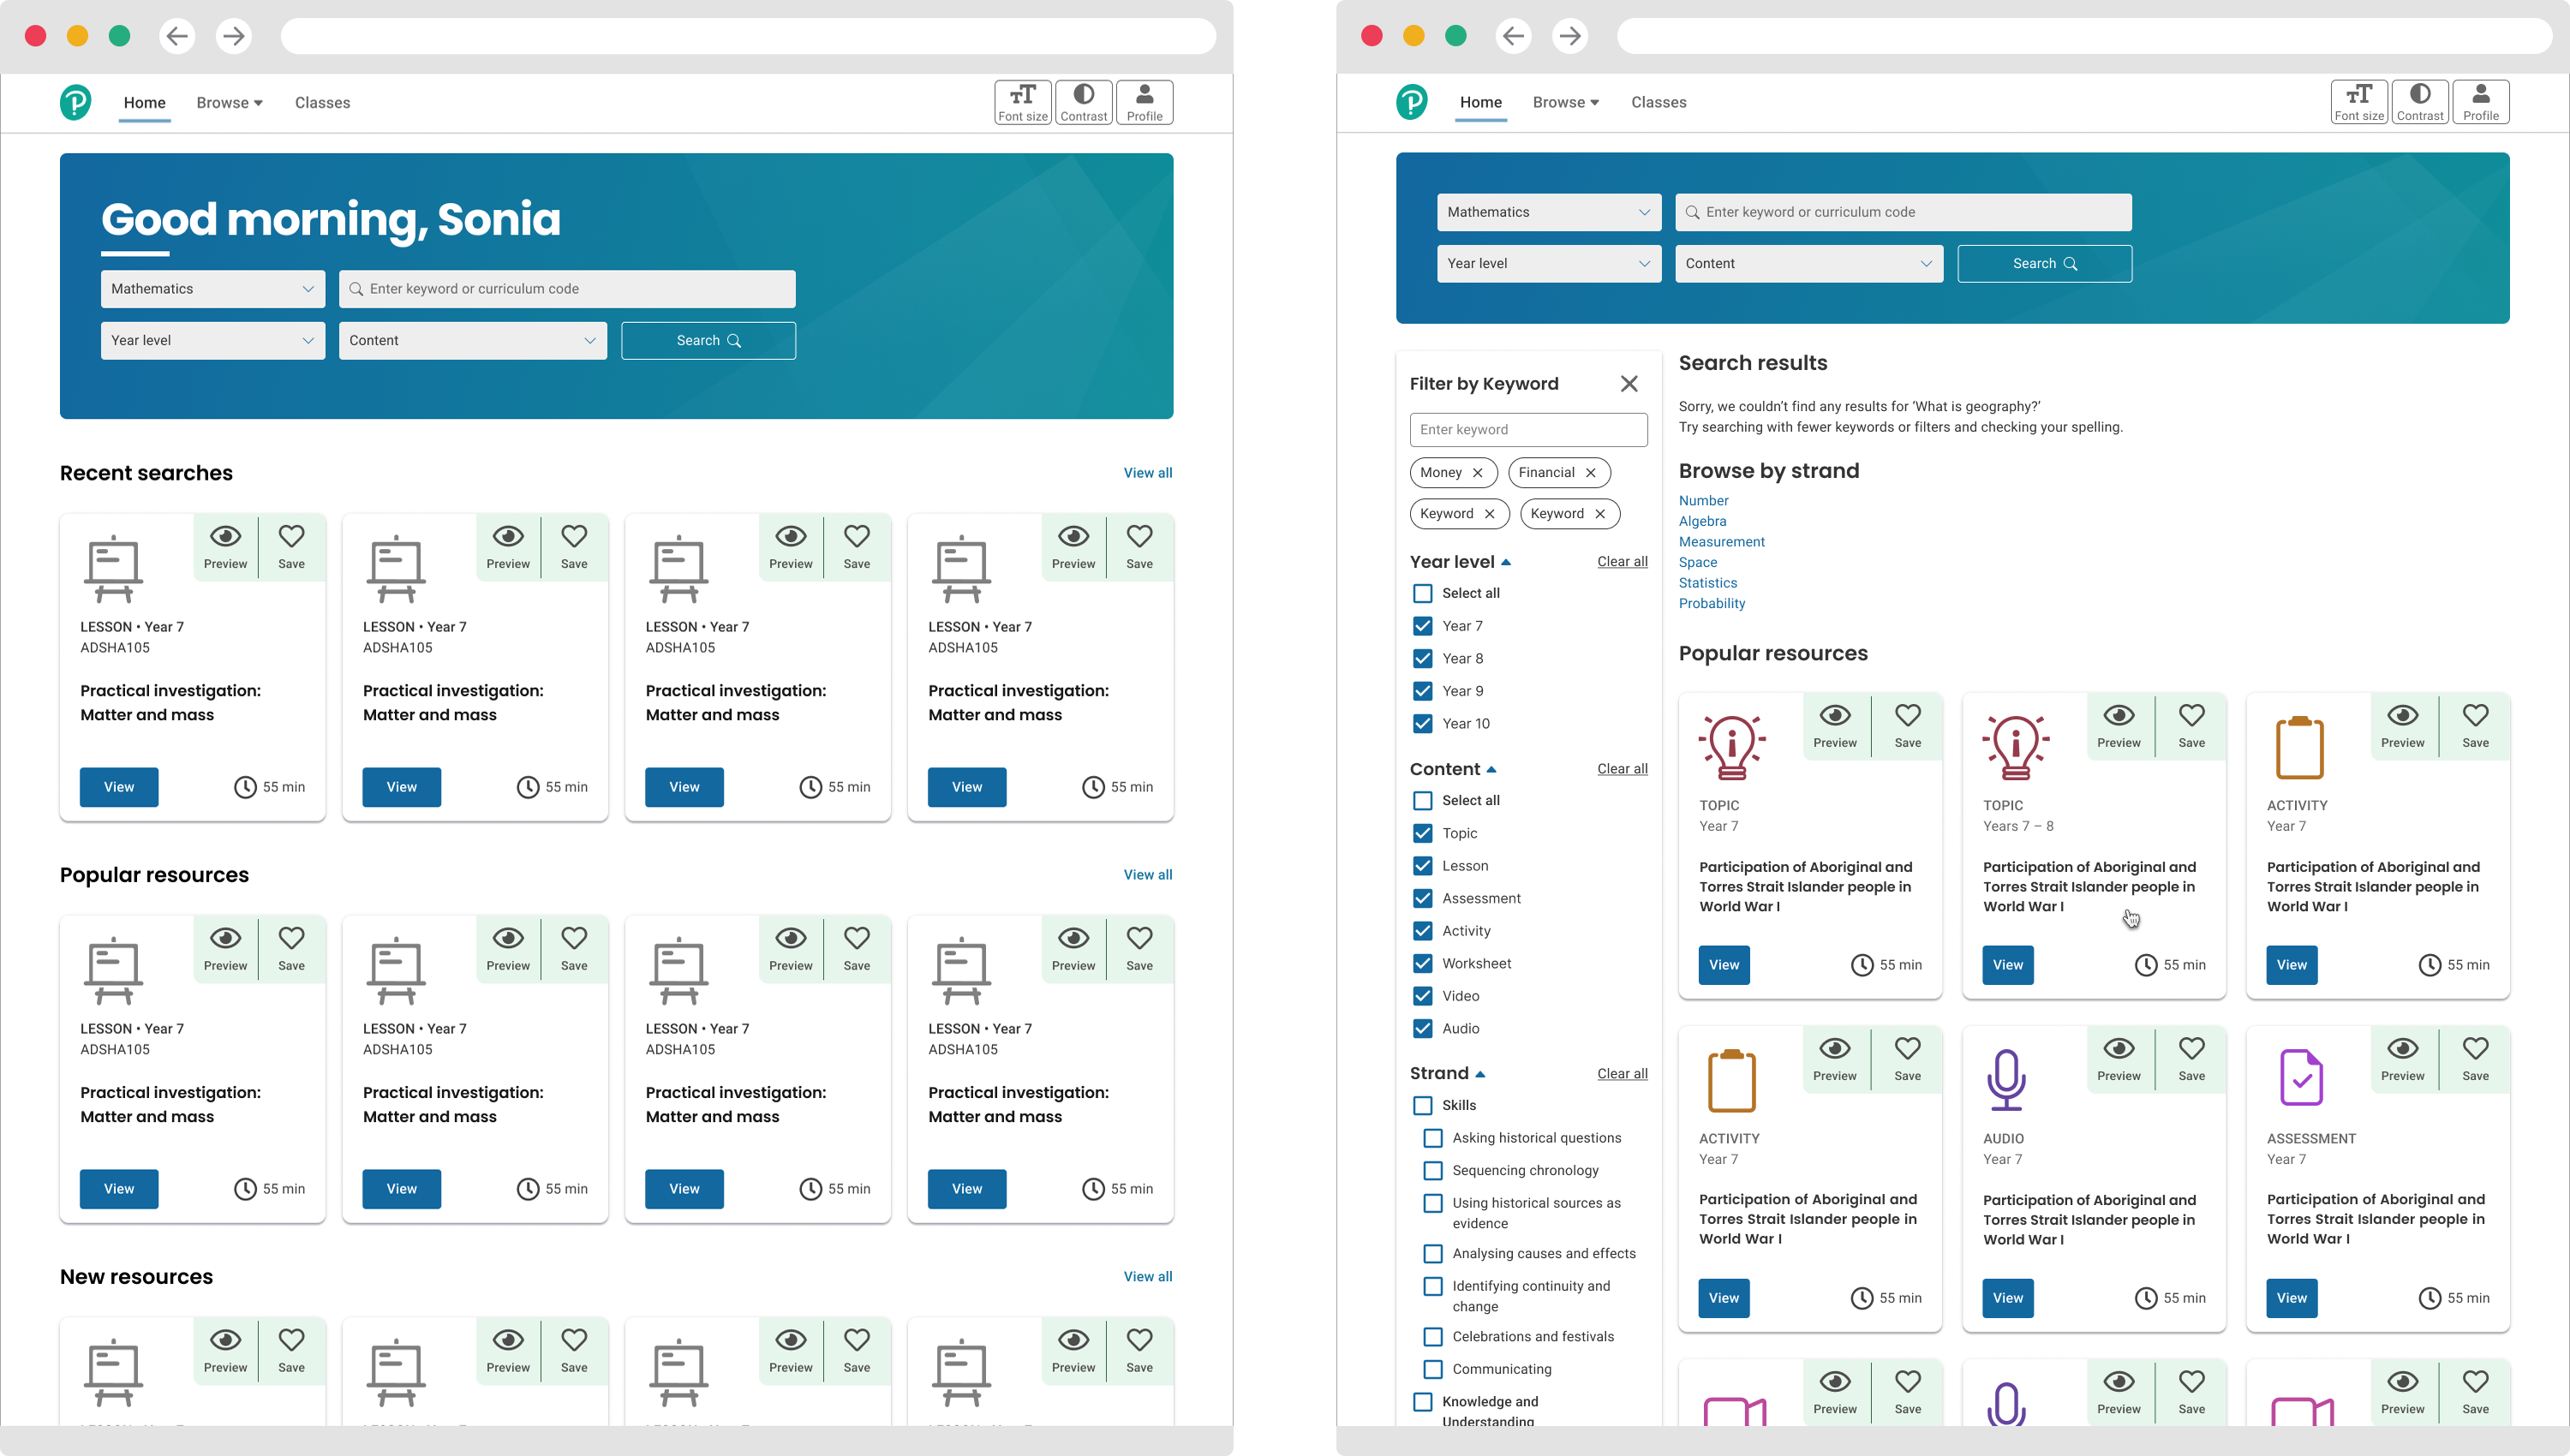 Home
Browse
Classes
Font size
Contrast
Profile
Good morning, Sonia
Mathematics
Enter keyword or curriculum code
Year level
Content
Search
Recent searches
View all
Preview
Save
LESSON • Year 7
ADSHA105
Practical investigation:
Matter and mass
View
55 min
Preview
Save
LESSON • Year 7
ADSHA105
Practical investigation:
Matter and mass
View
55 min
Preview
Save
LESSON • Year 7
ADSHA105
Practical investigation:
Matter and mass
View
55 min
Preview
Save
LESSON • Year 7
ADSHA105
Practical investigation:
Matter and mass
View
55 min
Popular resources
View all
Preview
Save
LESSON • Year 7
ADSHA105
Practical investigation:
Matter and mass
View
55 min
Preview
Save
LESSON • Year 7
ADSHA105
Practical investigation:
Matter and mass
View
55 min
Preview
Save
LESSON • Year 7
ADSHA105
Practical investigation:
Matter and mass
View
55 min
Preview
Save
LESSON • Year 7
ADSHA105
Practical investigation:
Matter and mass
View
55 min
New resources
View all
Preview
Save
Preview
Save
Preview
Save
Preview
Save
Home
Browse
Classes
Font size
Contrast
Profile
Mathematics
Enter keyword or curriculum code
Year level
Content
Search
Filter by Keyword
Enter keyword
Money
Financial
Keyword
Keyword
Year level
Clear all
Select all
Year 7
Year 8
Year 9
Year 10
Content
Clear all
Select all
Topic
Lesson
Assessment
Activity
Worksheet
Video
Audio
Strand
Clear all
Skills
Asking historical questions
Sequencing chronology
Using historical sources as
evidence
Analysing causes and effects
Identifying continuity and
change
Celebrations and festivals
Communicating
Knowledge and
Understanding
Search results
Sorry, we couldn’t find any results for ‘What is geography?’
Try searching with fewer keywords or filters and checking your spelling.
Browse by strand
Number
Algebra
Measurement
Space
Statistics
Probability
Popular resources
Preview
Save
TOPIC
Year 7
Participation of Aboriginal and
Torres Strait Islander people in
World War I
View
55 min
Preview
Save
TOPIC
Years 7 – 8
Participation of Aboriginal and
Torres Strait Islander people in
World War I
View
55 min
Preview
Save
ACTIVITY
Year 7
Participation of Aboriginal and
Torres Strait Islander people in
World War I
View
55 min
Preview
Save
ACTIVITY
Year 7
Participation of Aboriginal and
Torres Strait Islander people in
World War I
View
55 min
Preview
Save
AUDIO
Year 7
Participation of Aboriginal and
Torres Strait Islander people in
World War I
View
55 min
Preview
Save
ASSESSMENT
Year 7
Participation of Aboriginal and
Torres Strait Islander people in
World War I
View
55 min
Preview
Save
Preview
Save
Preview
Save